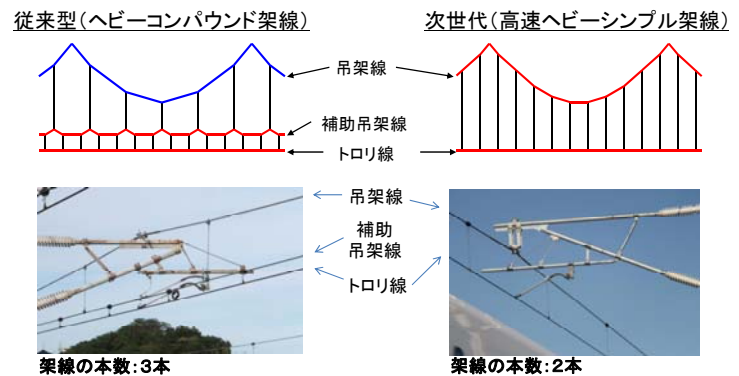 従来型(ヘビーコンパウンド架線)
次世代(高速ヘビーシンプル架線)
吊架線
補助吊架線
トロリ線
吊架線
補助
吊架線
トロリ線
架線の本数:3本
架線の本数:2本